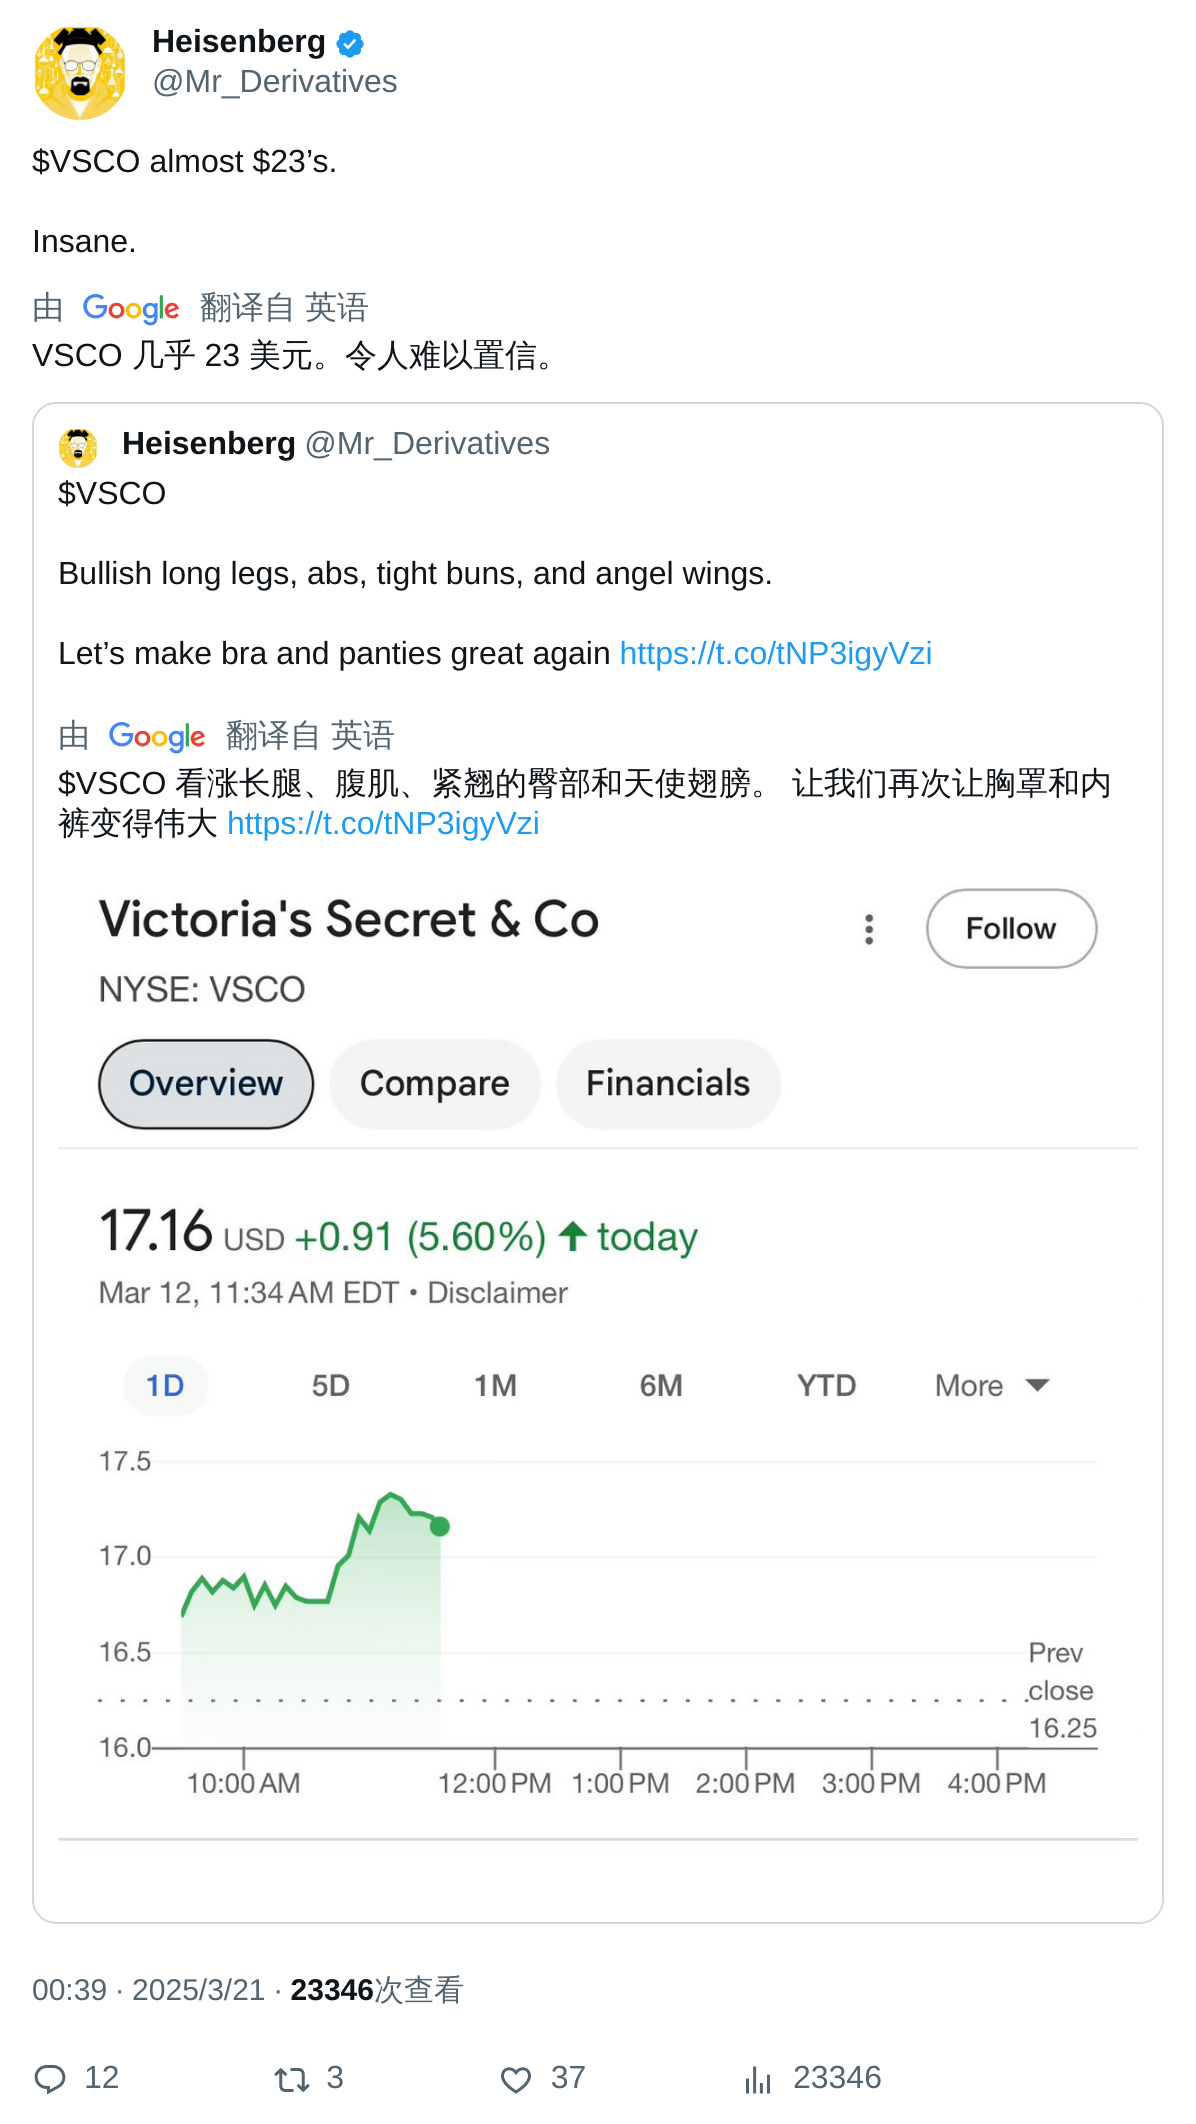 Heisenberg
@Mr_Derivatives
$VSCO almost $23’s.
Insane.
由 Google 翻译自 英语
VSCO 几乎 23 美元。令人难以置信。
Heisenberg @Mr_Derivatives
$VSCO
Bullish long legs, abs, tight buns, and angel wings.
Let’s make bra and panties great again https://t.co/tNP3igyVzi
由 Google 翻译自 英语
$VSCO 看涨长腿、腹肌、紧翘的臀部和天使翅膀。 让我们再次让胸罩和内
裤变得伟大 https://t.co/tNP3igyVzi
Victoria's Secret & Co
Follow
NYSE: VSCO
Overview Compare Financials
17.16 USD +0.91 (5.60%) ↑ today
Mar 12, 11:34 AM EDT • Disclaimer
1D 5D 1M 6M YTD More
17.5
17.0
16.5
Prev
close
16.25
16.0
10:00 AM 12:00 PM 1:00 PM 2:00 PM 3:00 PM 4:00 PM
00:39 · 2025/3/21 · 23346次查看
12 3 37 23346